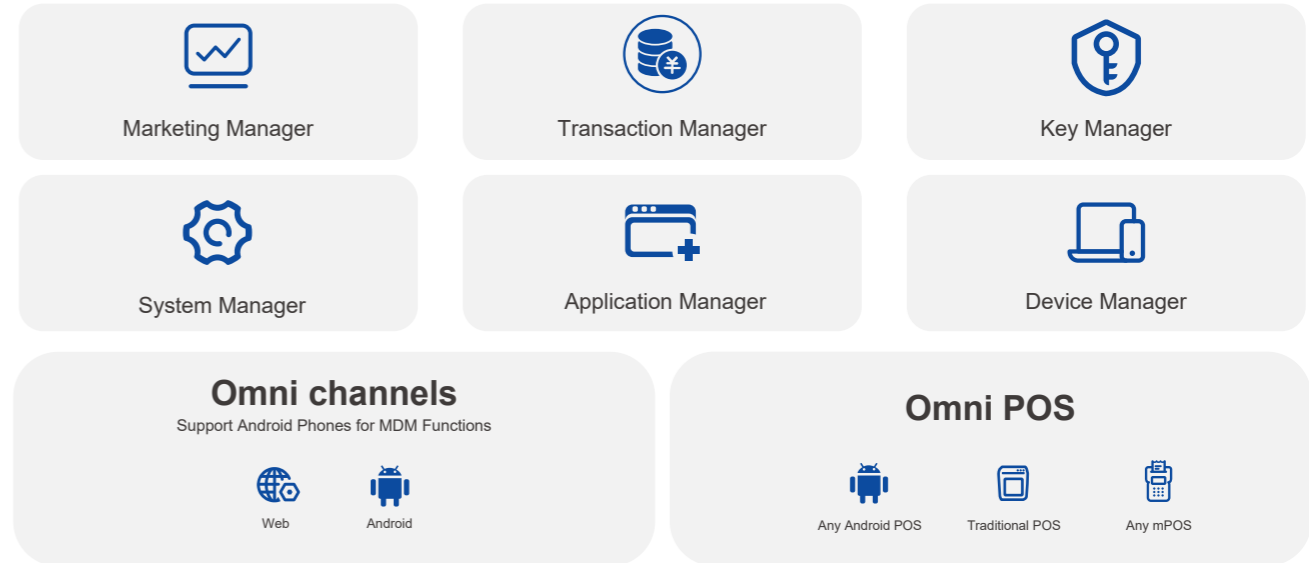 Marketing Manager
Transaction Manager
Key Manager
System Manager
Application Manager
Device Manager
Omni channels
Support Android Phones for MDM Functions
Web
Android
Omni POS
Any Android POS
Traditional POS
Any mPOS